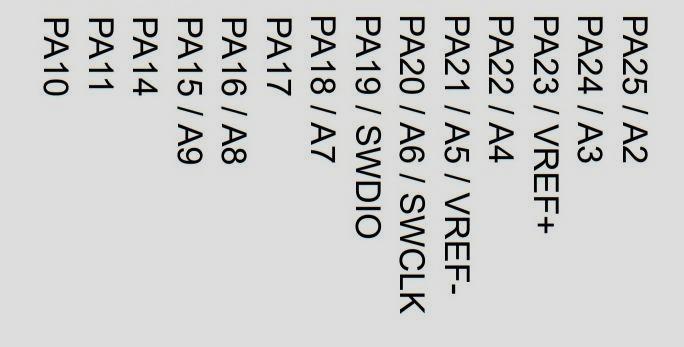 PA25 / A2
PA24 / A3
PA23 / VREF+
PA22 / A4
PA21 / A5 / VREF-
PA20 / A6 / SWCLK
PA19 / SWDIO
PA18 / A7
PA17
PA16 / A8
PA15 / A9
PA14
PA11
PA10